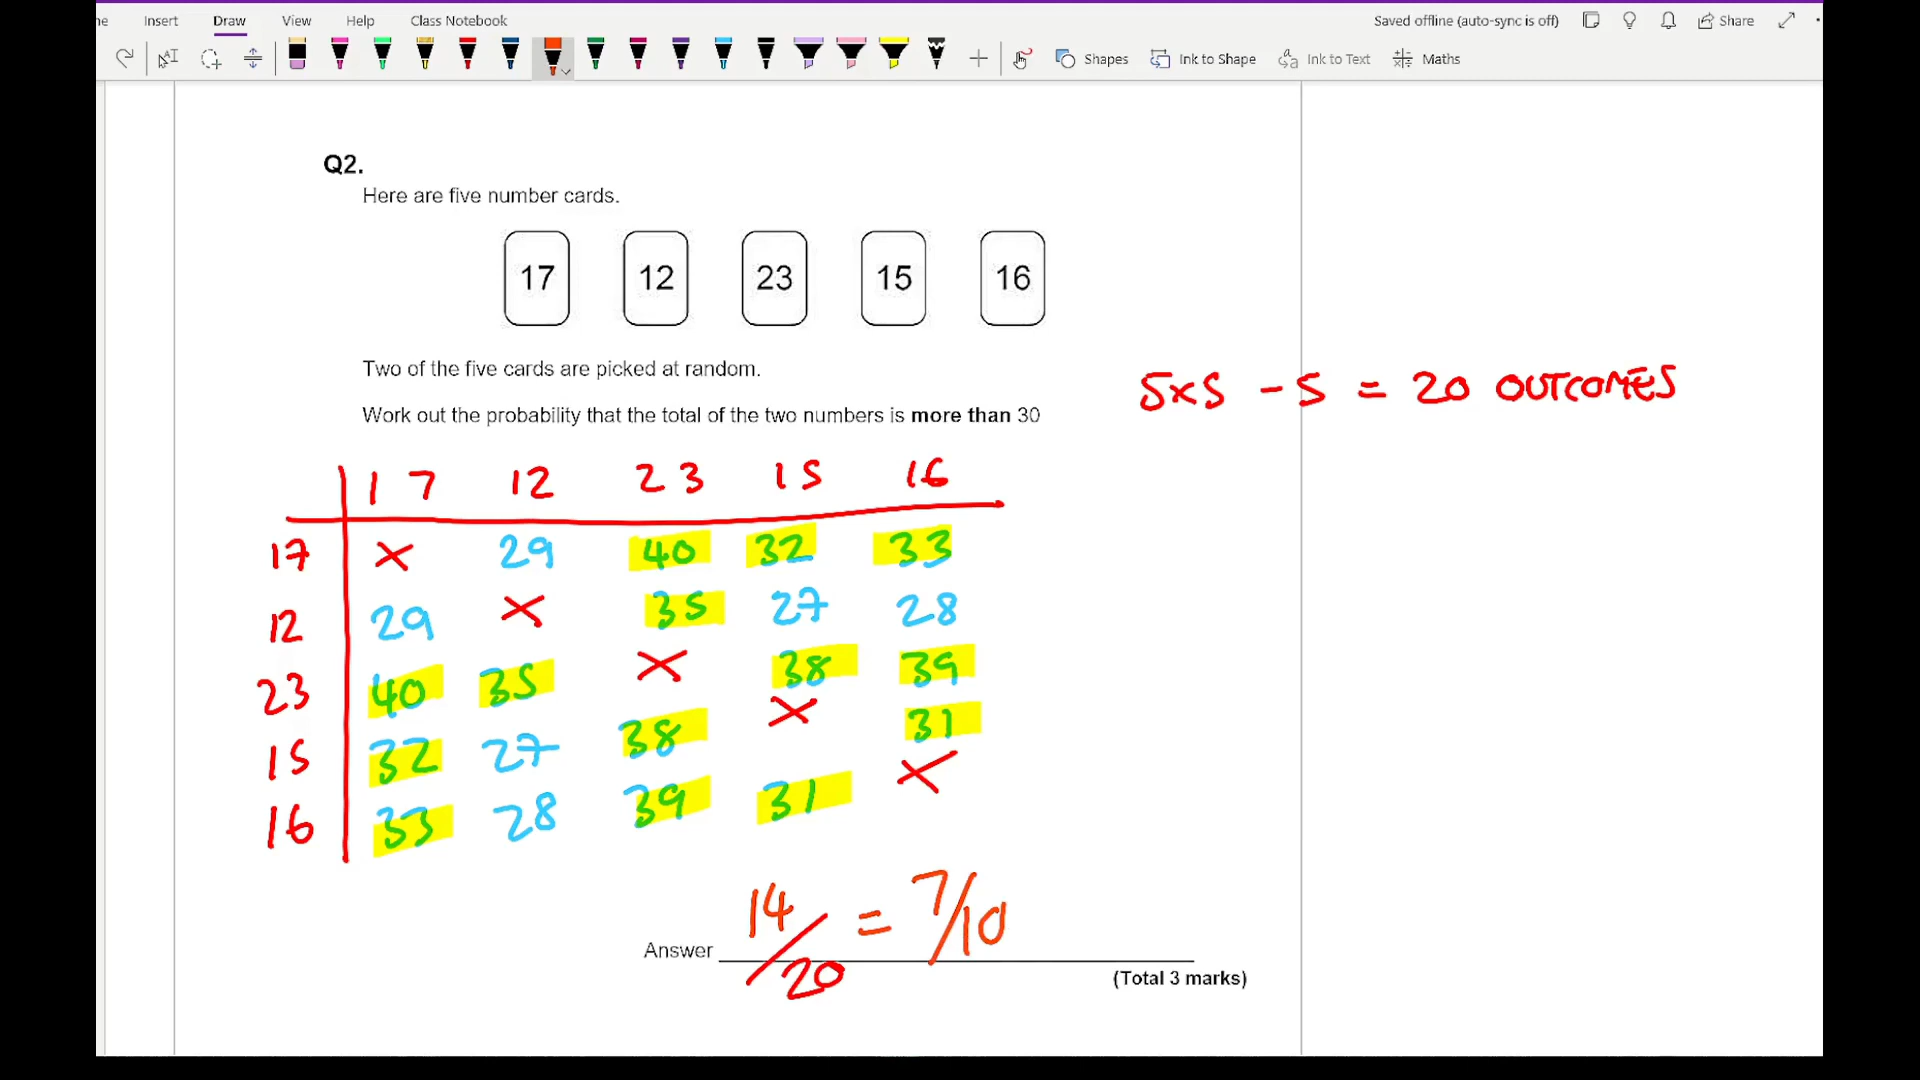 Insert Draw View Help Class Notebook Saved offline (auto-sync is off) Share
Shapes Ink to Shape Ink to Text Maths
Q2.
Here are five number cards.
17 12 23 15 16
Two of the five cards are picked at random.
Work out the probability that the total of the two numbers is more than 30
5x5 - 5 = 20 OUTCOMES
17 12 23 15 16
17 × 29 40 32 33
12 29 × 35 27 28
23 40 35 × 38 39
15 32 27 38 × 31
16 33 28 39 31 ×
Answer 14/20 = 7/10
(Total 3 marks)